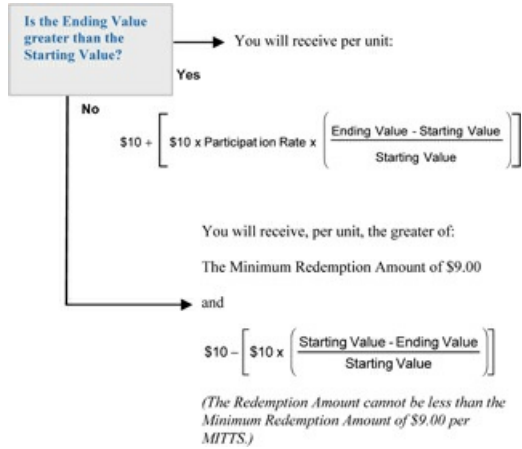 Is the Ending Value
greater than the
Starting Value?
You will receive per unit:
Yes
No
$10 + [ $10 x Participation Rate x ( Ending Value - Starting Value
Starting Value ) ]
You will receive, per unit, the greater of:
The Minimum Redemption Amount of $9.00
and
$10 – [ $10 x ( Starting Value - Ending Value
Starting Value ) ]
(The Redemption Amount cannot be less than the
Minimum Redemption Amount of $9.00 per
MITTS.)